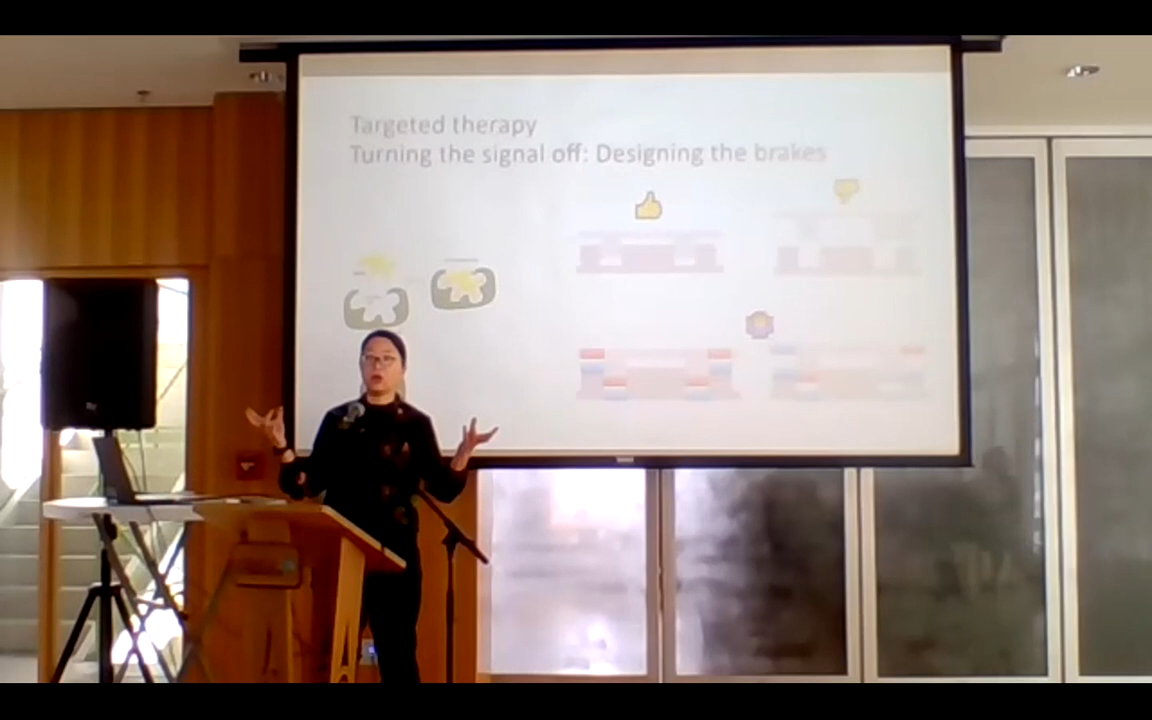 Targeted therapy
Turning the signal off: Designing the brakes